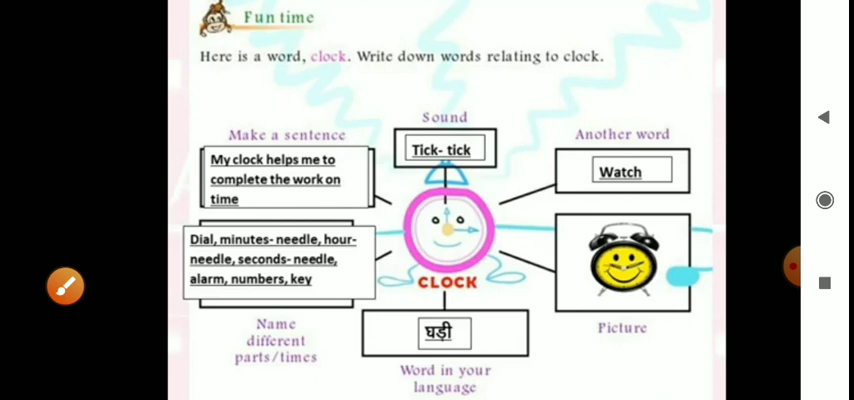 Fun time
Here is a word, clock. Write down words relating to clock.
Sound
Make a sentence
Another word
Tick- tick
My clock helps me to
complete the work on
time
Watch
Dial, minutes- needle, hour-
needle, seconds- needle,
alarm, numbers, key
CLOCK
Name
different
parts/times
घड़ी
Picture
Word in your
language